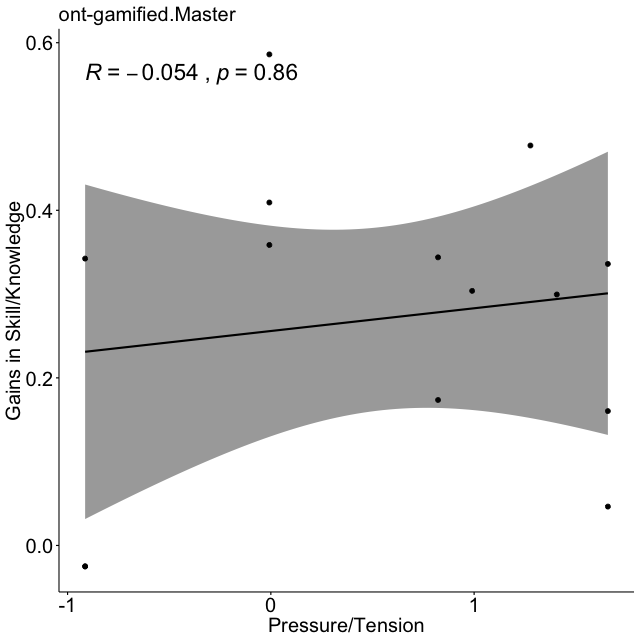 ont-gamified.Master
R = −0.054 , p = 0.86
0.6
0.4
0.2
0.0
Gains in Skill/Knowledge
-1
0
1
Pressure/Tension